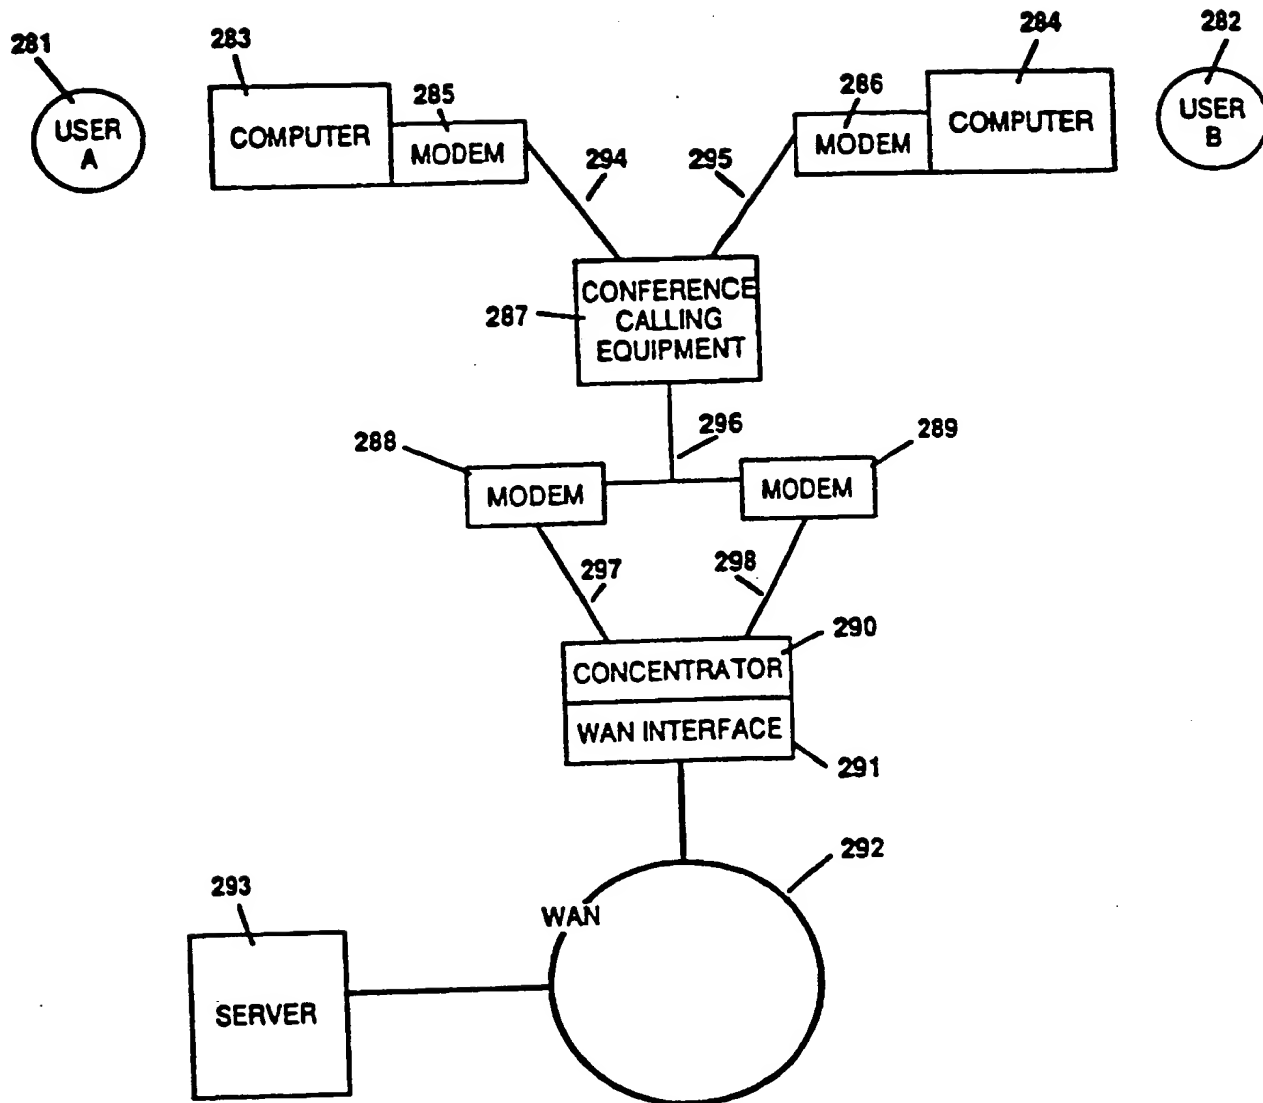 281
283
284
282
285
286
USER
A
COMPUTER
MODEM
MODEM
COMPUTER
USER
B
294
295
287
CONFERENCE
CALLING
EQUIPMENT
296
288
289
MODEM
MODEM
297
298
290
CONCENTRATOR
WAN INTERFACE
291
292
293
WAN
SERVER